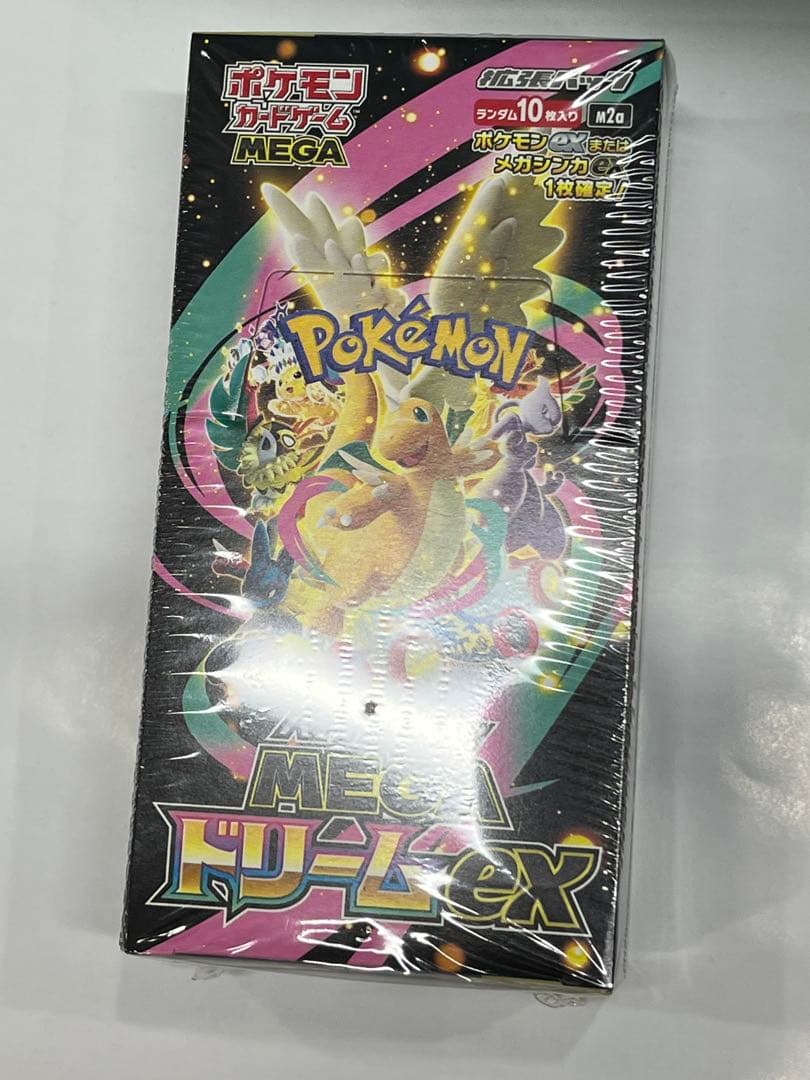 ポケモン
カードゲーム
MEGA
拡張パック
ランダム10枚入り M2a
ポケモンexまたは
メガシンカex
1枚確定!
POKéMON
MEGA
ドリームex